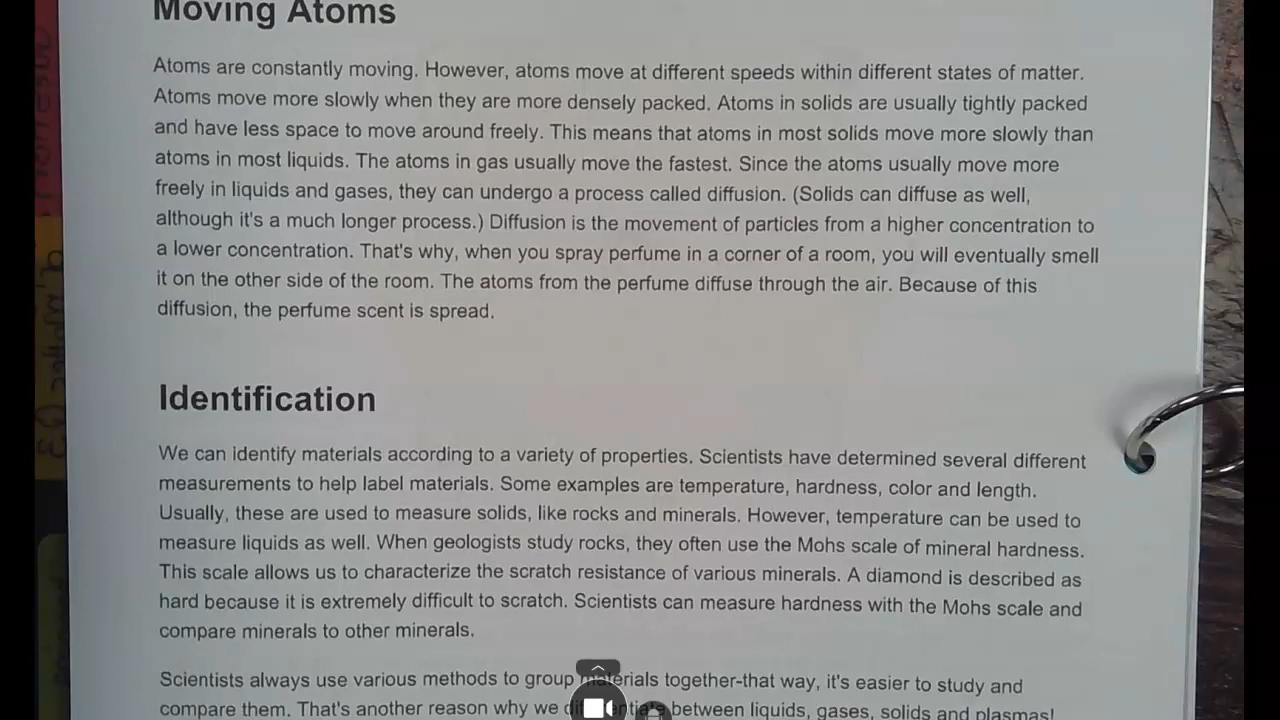 Moving Atoms
Atoms are constantly moving. However, atoms move at different speeds within different states of matter.
Atoms move more slowly when they are more densely packed. Atoms in solids are usually tightly packed
and have less space to move around freely. This means that atoms in most solids move more slowly than
atoms in most liquids. The atoms in gas usually move the fastest. Since the atoms usually move more
freely in liquids and gases, they can undergo a process called diffusion. (Solids can diffuse as well,
although it's a much longer process.) Diffusion is the movement of particles from a higher concentration to
a lower concentration. That's why, when you spray perfume in a corner of a room, you will eventually smell
it on the other side of the room. The atoms from the perfume diffuse through the air. Because of this
diffusion, the perfume scent is spread.
Identification
We can identify materials according to a variety of properties. Scientists have determined several different
measurements to help label materials. Some examples are temperature, hardness, color and length.
Usually, these are used to measure solids, like rocks and minerals. However, temperature can be used to
measure liquids as well. When geologists study rocks, they often use the Mohs scale of mineral hardness.
This scale allows us to characterize the scratch resistance of various minerals. A diamond is described as
hard because it is extremely difficult to scratch. Scientists can measure hardness with the Mohs scale and
compare minerals to other minerals.
Scientists always use various methods to group materials together-that way, it's easier to study and
compare them. That's another reason why we differentiate between liquids, gases, solids and plasmas!